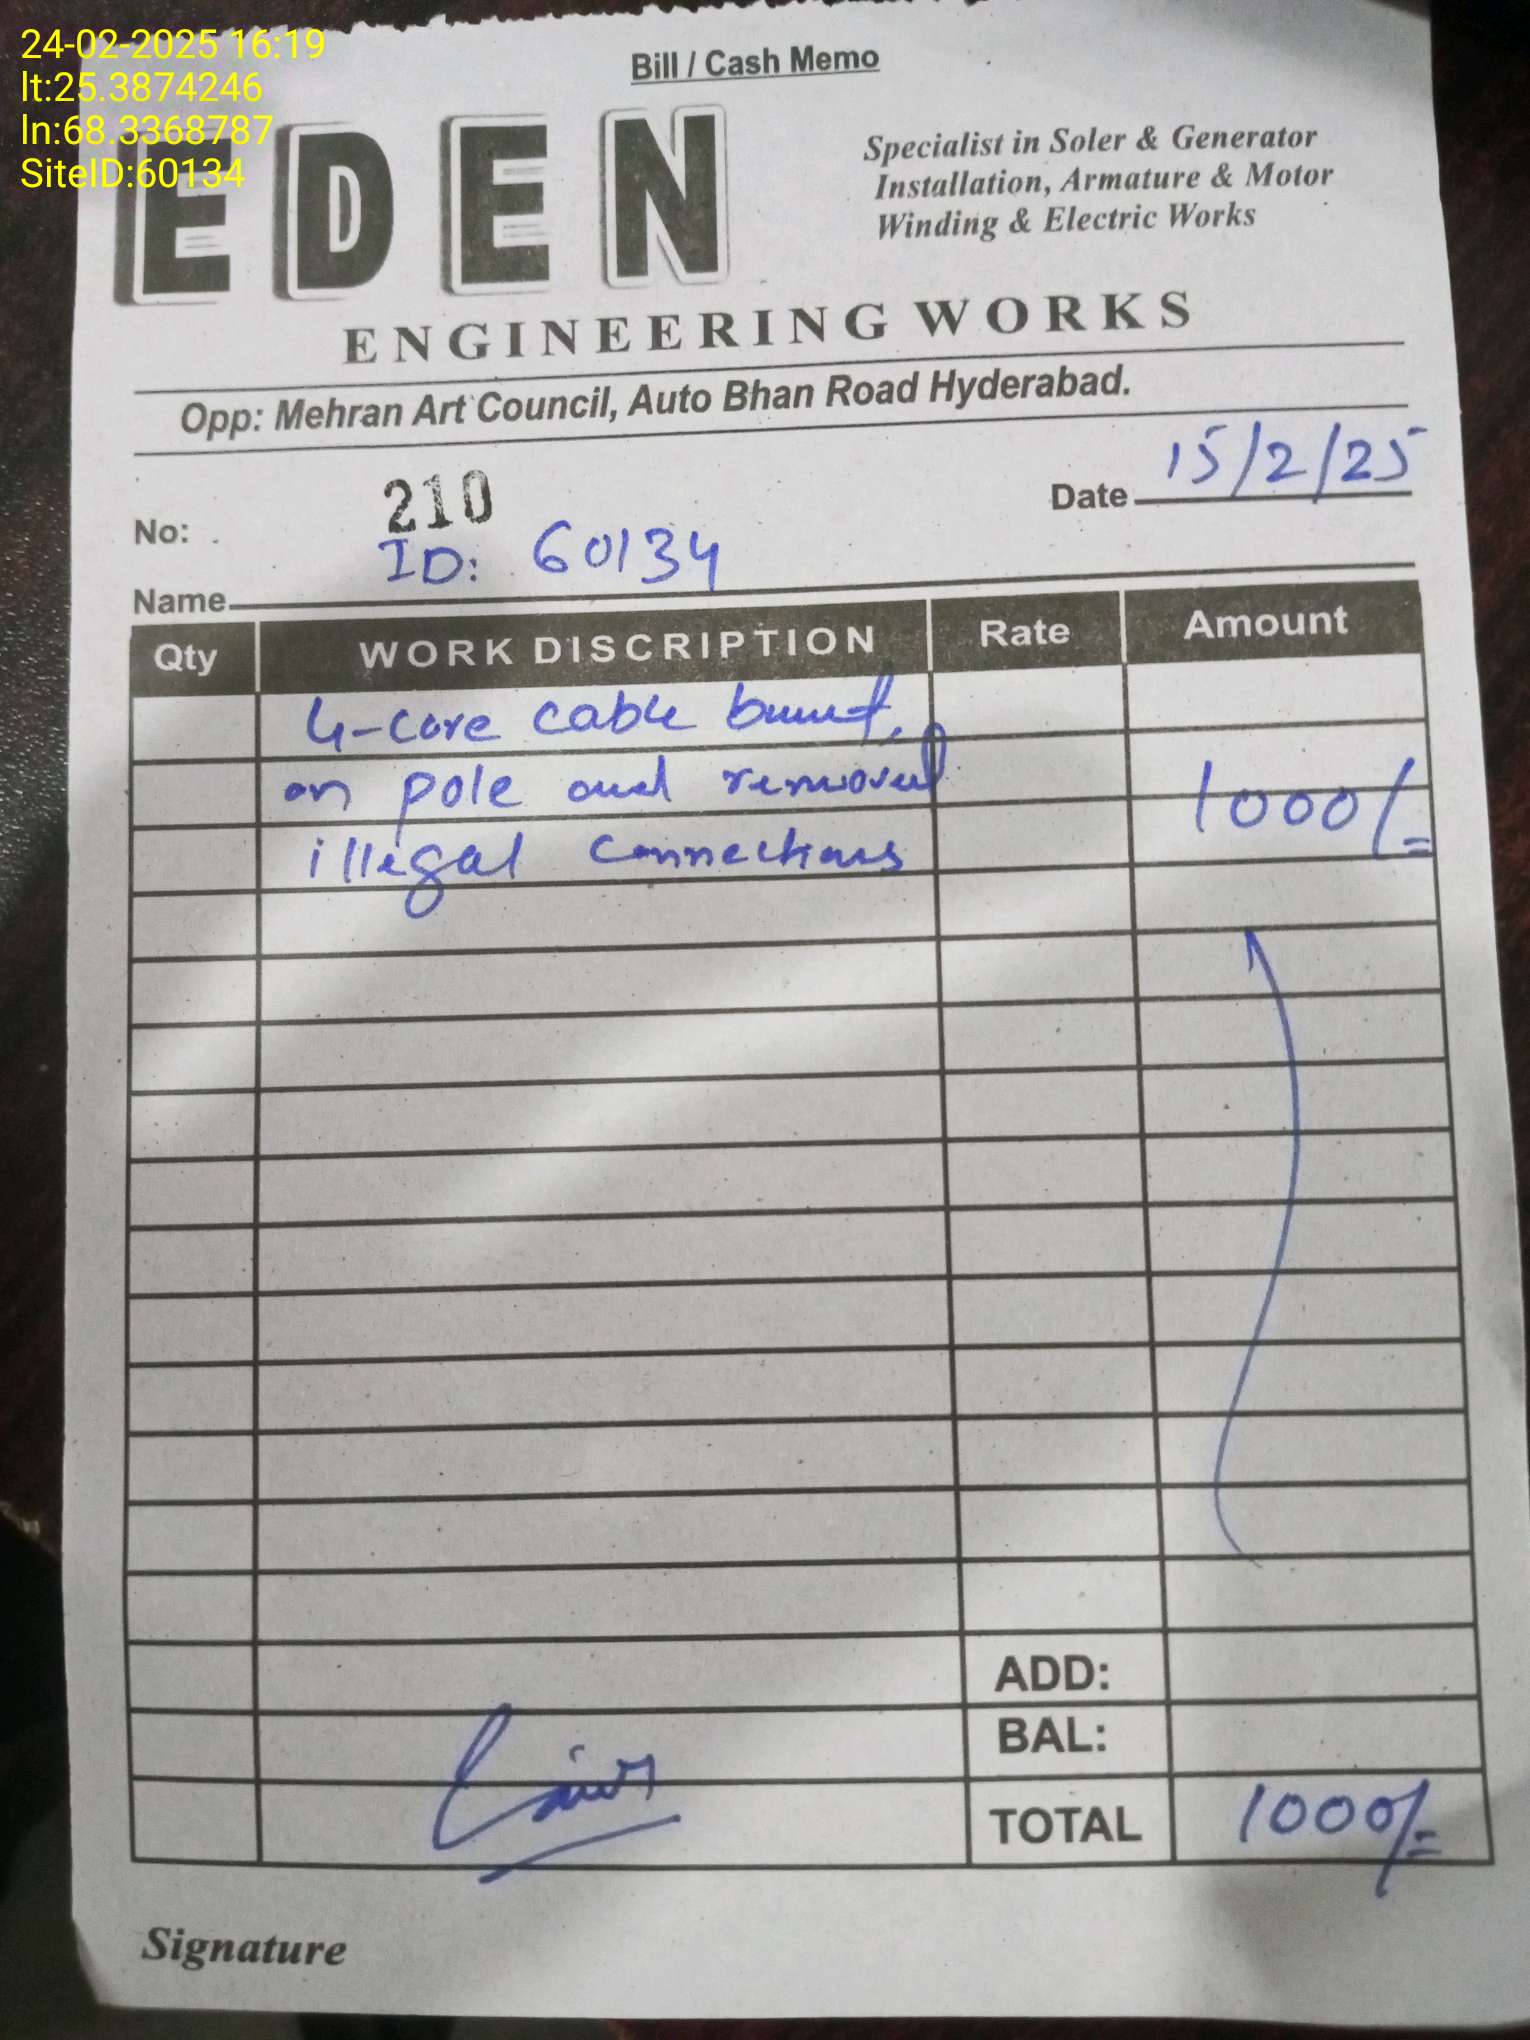 24-02-2025 16:19
lt:25.3874246
ln:68.3368787
SiteID:60134
Bill / Cash Memo
EDEN
Specialist in Soler & Generator
Installation, Armature & Motor
Winding & Electric Works
ENGINEERING WORKS
Opp: Mehran Art Council, Auto Bhan Road Hyderabad.
No: 210
Date 15/2/25
ID: 60134
Name
Qty WORK DISCRIPTION Rate Amount
4-core cable burnt,
on pole and removed 1000/=
illegal connections
ADD:
BAL:
TOTAL 1000/=
Signature